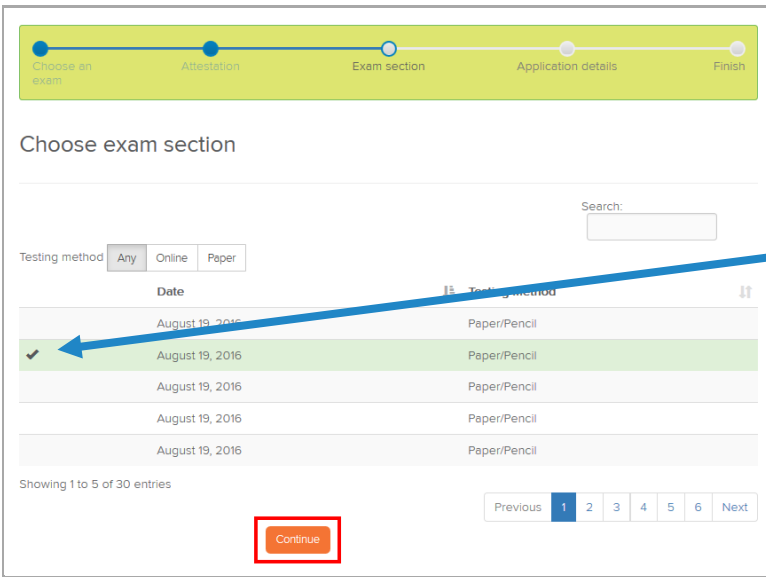 Choose an exam Attestation Exam section Application details Finish
Choose exam section
Search:
Testing method Any Online Paper
Date Testing Method
August 19, 2016 Paper/Pencil
August 19, 2016 Paper/Pencil
August 19, 2016 Paper/Pencil
August 19, 2016 Paper/Pencil
August 19, 2016 Paper/Pencil
Showing 1 to 5 of 30 entries
Previous 1 2 3 4 5 6 Next
Continue